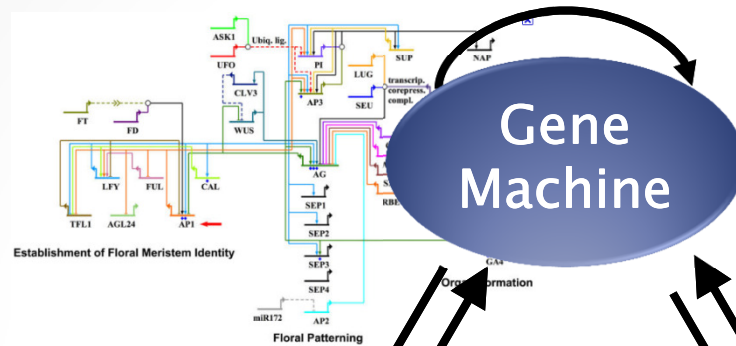 ASK1
Ubiq. lig.
UFO
PI
SUP
NAP
CLV3
LUG
AP3
SEU
transcrip.
corepress.
compl.
FT
FD
WUS
Gene
Machine
AG
LFY
FUL
CAL
TFL1
AGL24
AP1
SEP1
SEP2
SEP3
SEP4
Establishment of Floral Meristem Identity
miR172
AP2
Floral Patterning